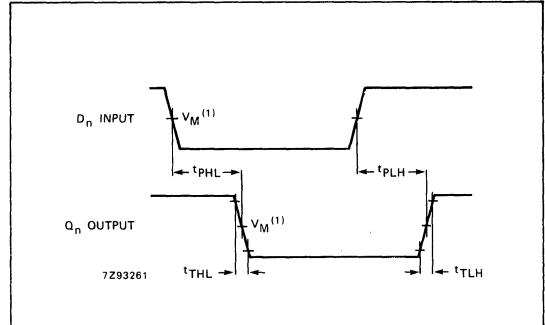 Dn INPUT
VM(1)
tPHL
tPLH
Qn OUTPUT
VM(1)
7Z93261
tTHL
tTLH